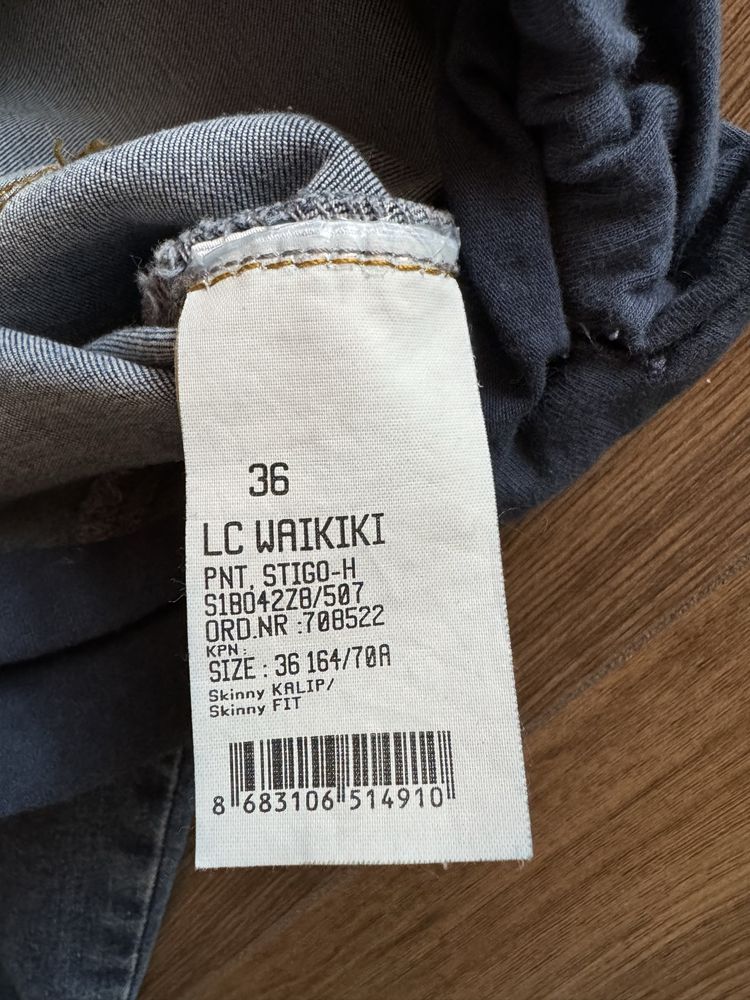 36
LC WAIKIKI
PNT, STIGO-H
S18042Z8/507
ORD.NR :708522
KPN :
SIZE : 36 164/70A
Skinny KALIP/
Skinny FIT
8 683106 514910